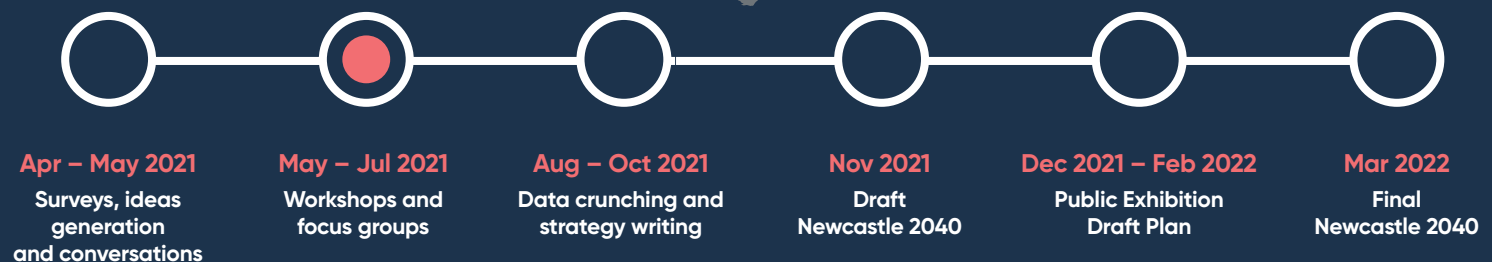 Apr – May 2021
Surveys, ideas
generation
and conversations
May – Jul 2021
Workshops and
focus groups
Aug – Oct 2021
Data crunching and
strategy writing
Nov 2021
Draft
Newcastle 2040
Dec 2021 – Feb 2022
Public Exhibition
Draft Plan
Mar 2022
Final
Newcastle 2040